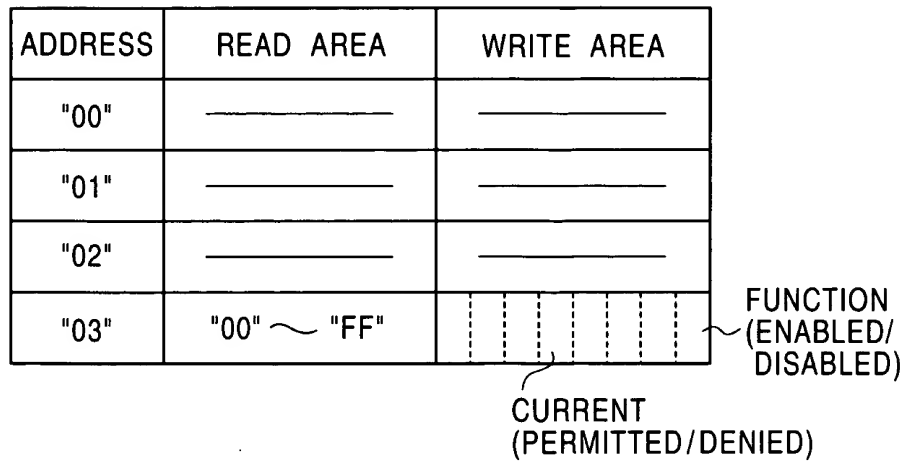 ADDRESS READ AREA WRITE AREA
"00"
"01"
"02"
"03" "00" ~ "FF"
FUNCTION
(ENABLED/
DISABLED)
CURRENT
(PERMITTED/DENIED)